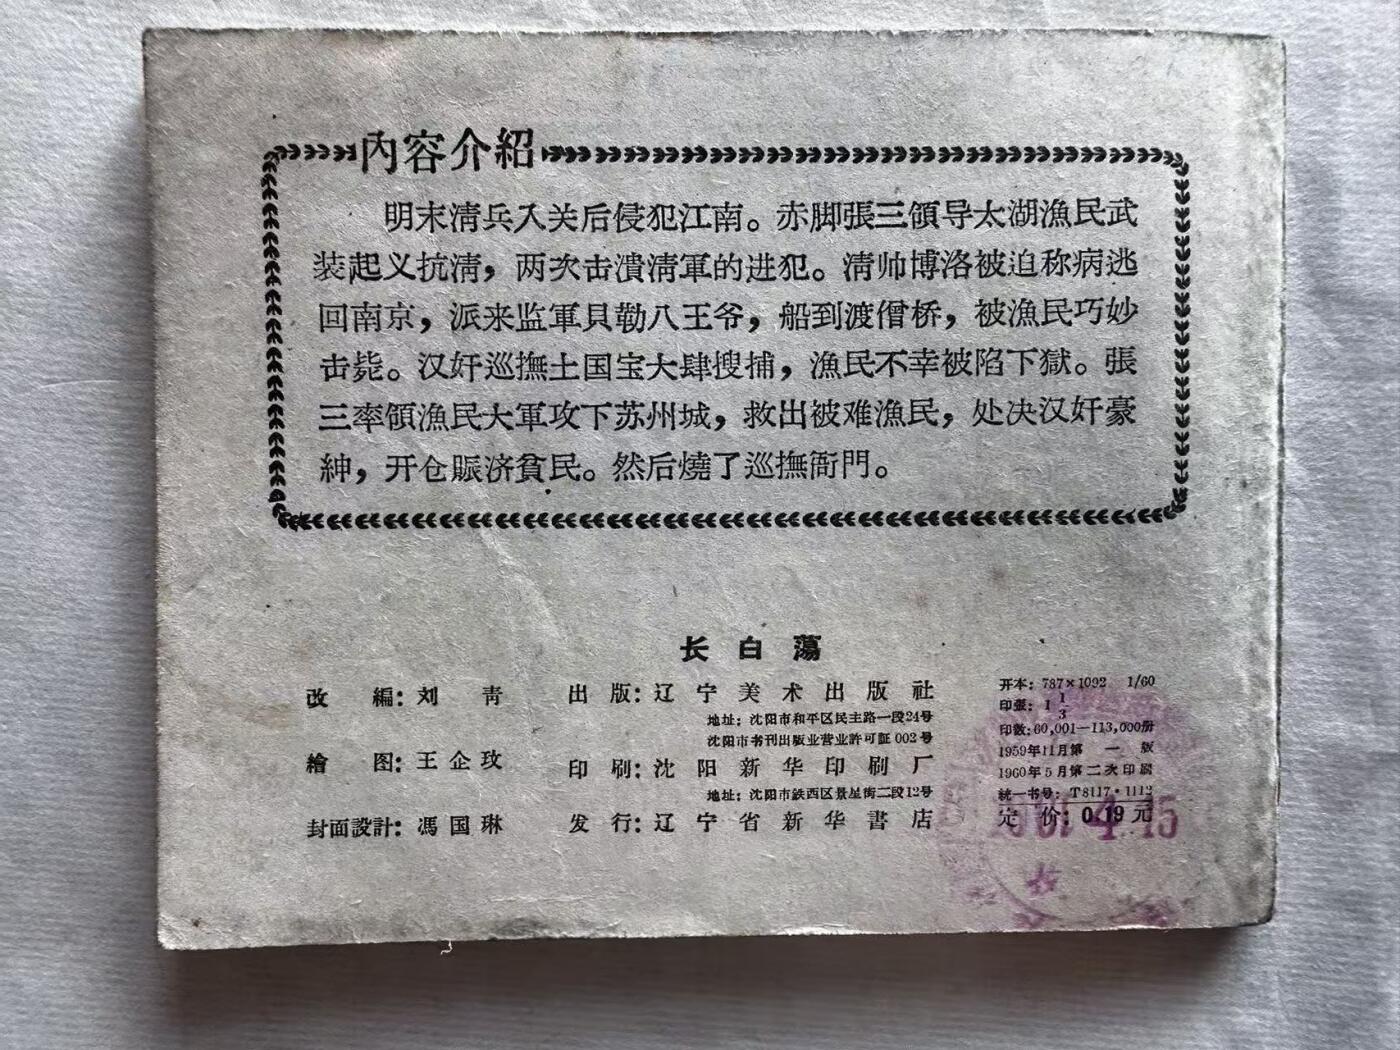 內容介紹
明末清兵入关后侵犯江南。赤脚張三領导太湖漁民武
装起义抗清，两次击潰清軍的进犯。清帅博洛被迫称病逃
回南京，派来监軍貝勒八王爷，船到渡僧桥，被漁民巧妙
击毙。汉奸巡撫土国宝大肆搜捕，漁民不幸被陷下獄。張
三率領漁民大軍攻下苏州城，救出被难漁民，处决汉奸豪
紳，开仓賑济貧民。然后燒了巡撫衙門。
长白蕩
改編：刘青
繪图：王企玫
封面設計：馮国琳
出版：辽宁美术出版社
地址：沈阳市和平区民主路一段24号
沈阳市书刊出版业营业許可証002号
印刷：沈阳新华印刷厂
地址：沈阳市鉄西区景星街二段12号
发行：辽宁省新华書店
开本：787×1092 1/60
印張：1 1/3
印数：60,001—113,000册
1959年11月第一版
1960年5月第二次印刷
統一书号：T8117·1112
定价：0.19元